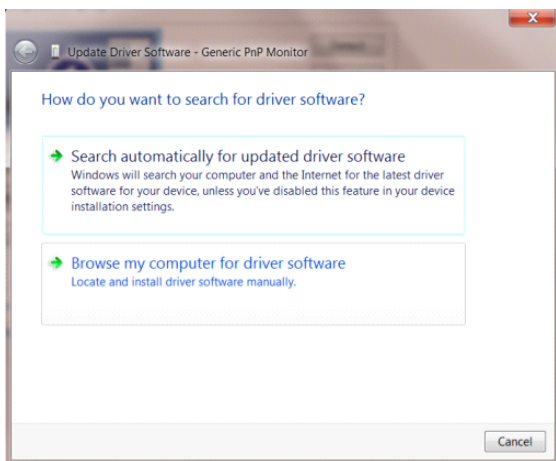 Update Driver Software - Generic PnP Monitor
How do you want to search for driver software?
Search automatically for updated driver software
Windows will search your computer and the Internet for the latest driver
software for your device, unless you've disabled this feature in your device
installation settings.
Browse my computer for driver software
Locate and install driver software manually.
Cancel